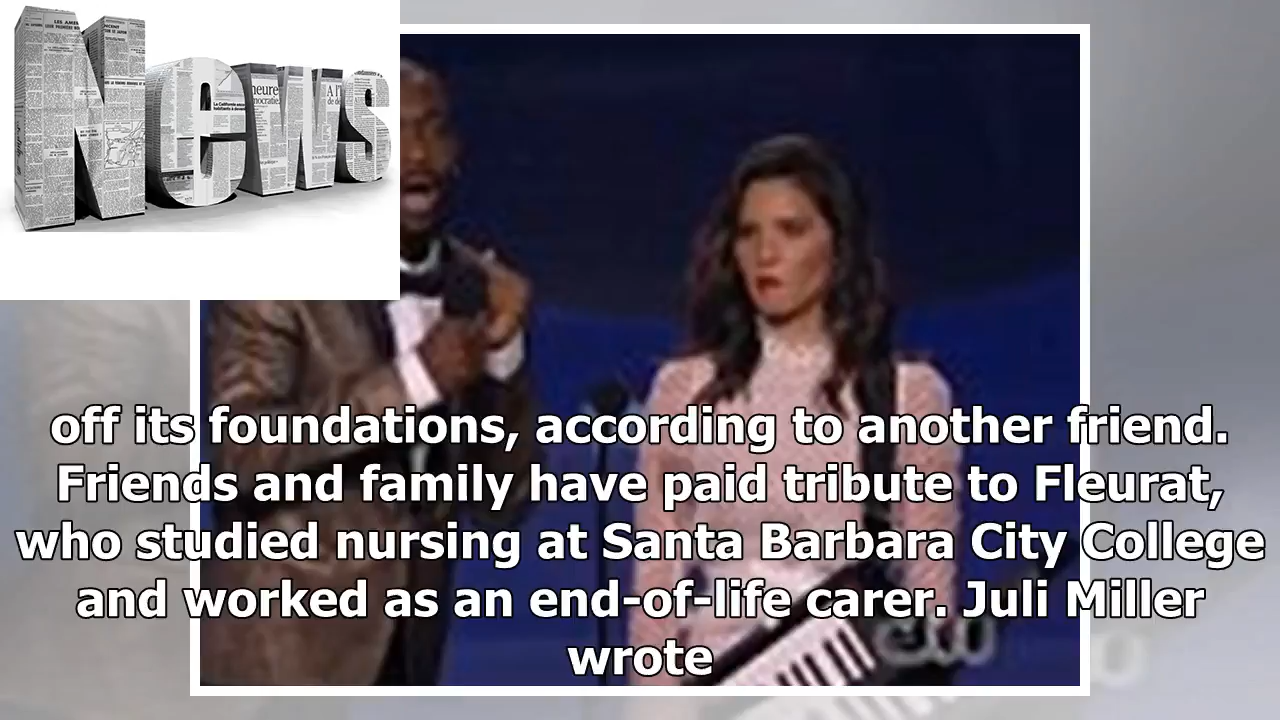 News
off its foundations, according to another friend.
Friends and family have paid tribute to Fleurat,
who studied nursing at Santa Barbara City College
and worked as an end-of-life carer. Juli Miller
wrote